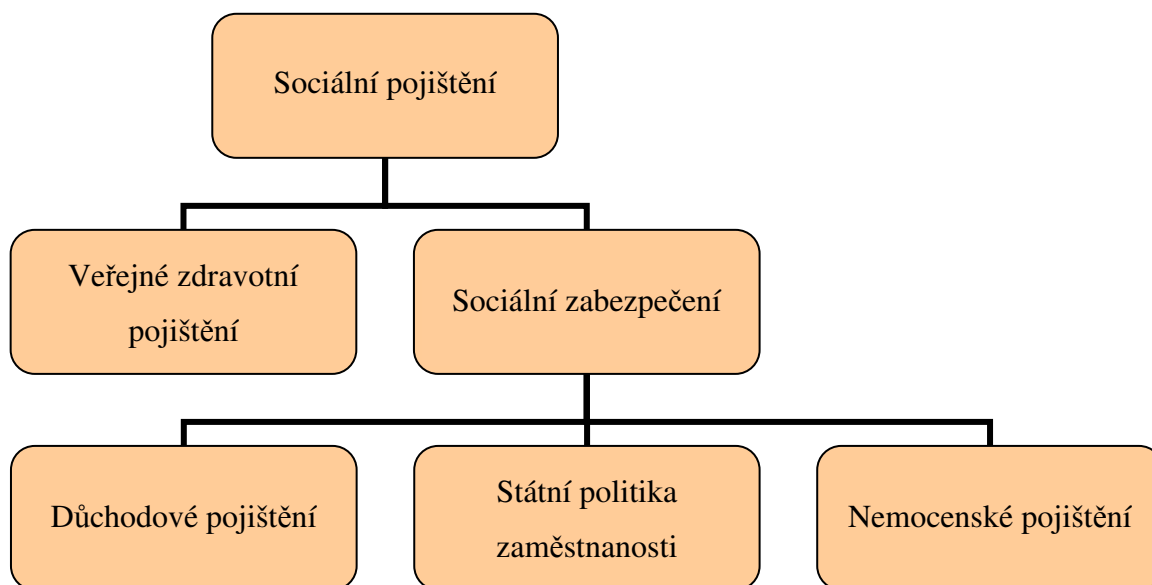 Sociální pojištění
Veřejné zdravotní
pojištění
Sociální zabezpečení
Důchodové pojištění
Státní politika
zaměstnanosti
Nemocenské pojištění